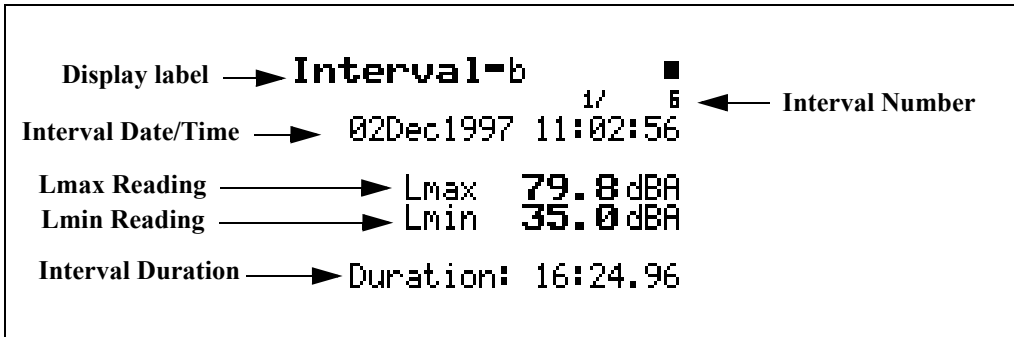 Display label Interval-b
1/ 6 Interval Number
Interval Date/Time 02Dec1997 11:02:56
Lmax Reading Lmax 79.8dBA
Lmin Reading Lmin 35.0dBA
Interval Duration Duration: 16:24.96